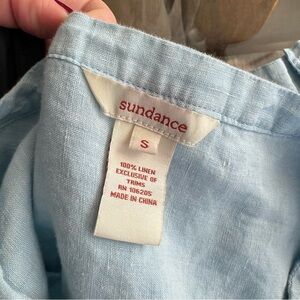 sundance
S
100% LINEN
EXCLUSIVE OF
TRIMS
RN 106205
MADE IN CHINA